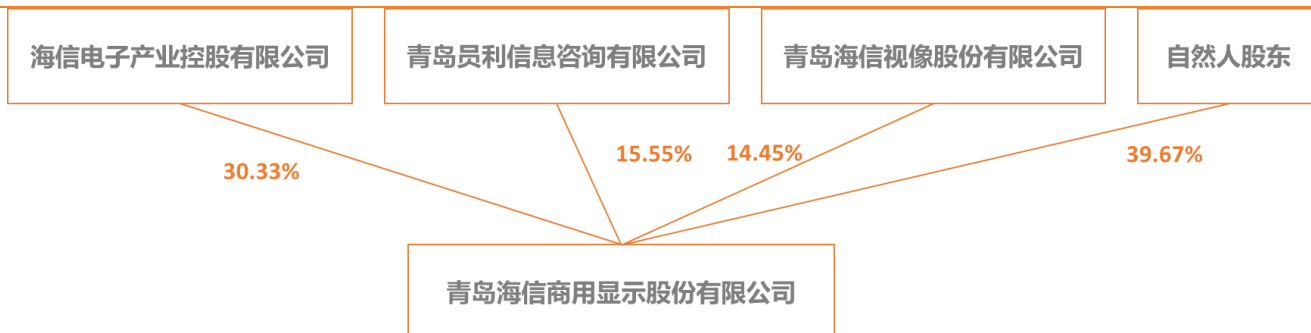 海信电子产业控股有限公司
青岛员利信息咨询有限公司
青岛海信视像股份有限公司
自然人股东
30.33%
15.55%
14.45%
39.67%
青岛海信商用显示股份有限公司